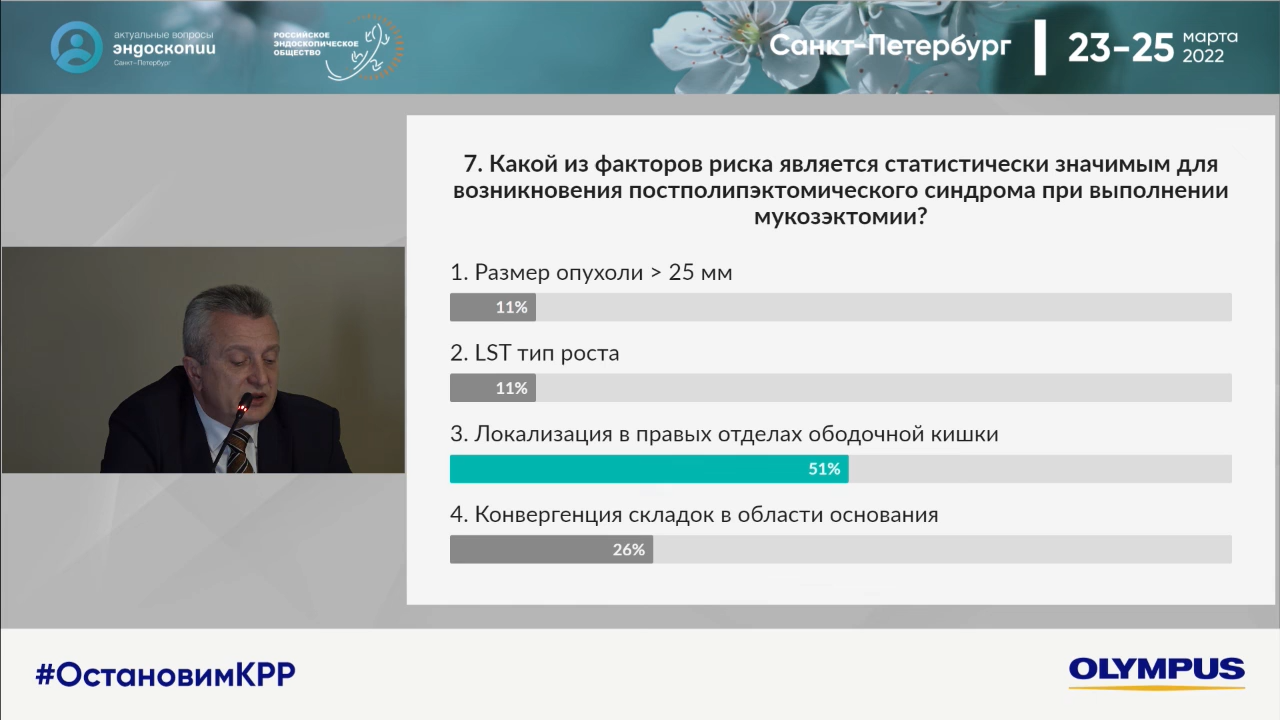 актуальные вопросы
эндоскопии
Санкт-Петербург
РОССИЙСКОЕ
ЭНДОСКОПИЧЕСКОЕ
ОБЩЕСТВО
Санкт-Петербург
23-25
марта
2022
7. Какой из факторов риска является статистически значимым для
возникновения постполипэктомического синдрома при выполнении
мукозэктомии?
1. Размер опухоли > 25 мм
11%
2. LST тип роста
11%
3. Локализация в правых отделах ободочной кишки
51%
4. Конвергенция складок в области основания
26%
#ОстановимКРР
OLYMPUS